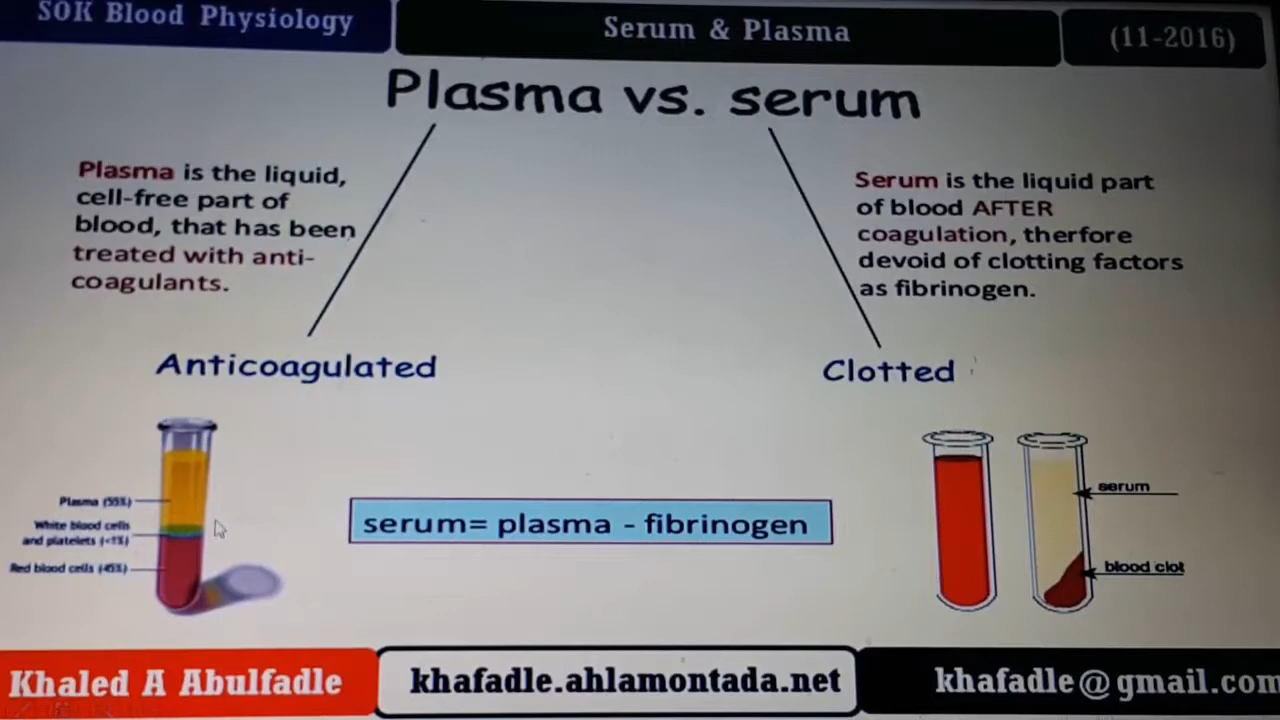 SOK Blood Physiology
Serum & Plasma
(11-2016)
Plasma vs. serum
Plasma is the liquid,
cell-free part of
blood, that has been
treated with anti-
coagulants.
Serum is the liquid part
of blood AFTER
coagulation, therfore
devoid of clotting factors
as fibrinogen.
Anticoagulated
Clotted
Plasma (55%)
White blood cells
and platelets (<1%)
Red blood cells (45%)
serum= plasma - fibrinogen
serum
blood clot
Khaled A Abulfadle
khafadle.ahlamontada.net
khafadle@gmail.com